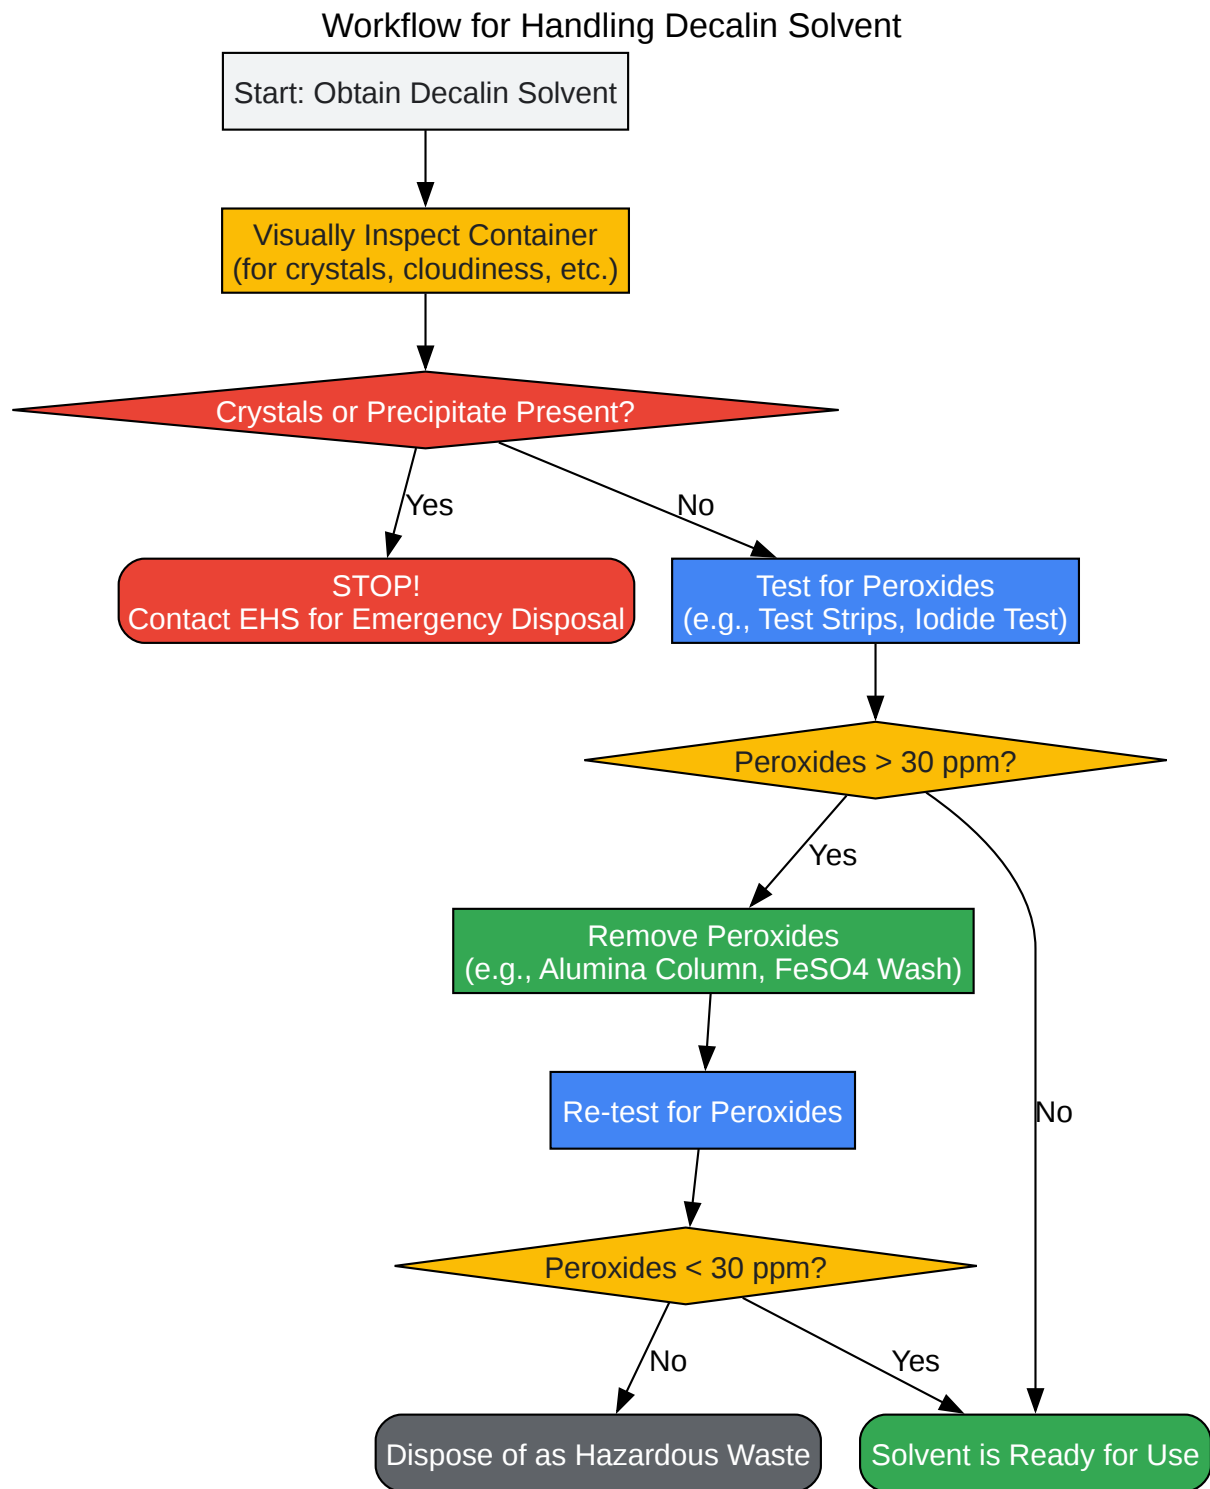 Workflow for Handling Decalin Solvent
Start: Obtain Decalin Solvent
Visually Inspect Container
(for crystals, cloudiness, etc.)
Crystals or Precipitate Present?
Yes
No
STOP!
Contact EHS for Emergency Disposal
Test for Peroxides
(e.g., Test Strips, Iodide Test)
Peroxides > 30 ppm?
Yes
Remove Peroxides
(e.g., Alumina Column, FeSO4 Wash)
Re-test for Peroxides
No
Peroxides < 30 ppm?
No
Yes
Dispose of as Hazardous Waste
Solvent is Ready for Use